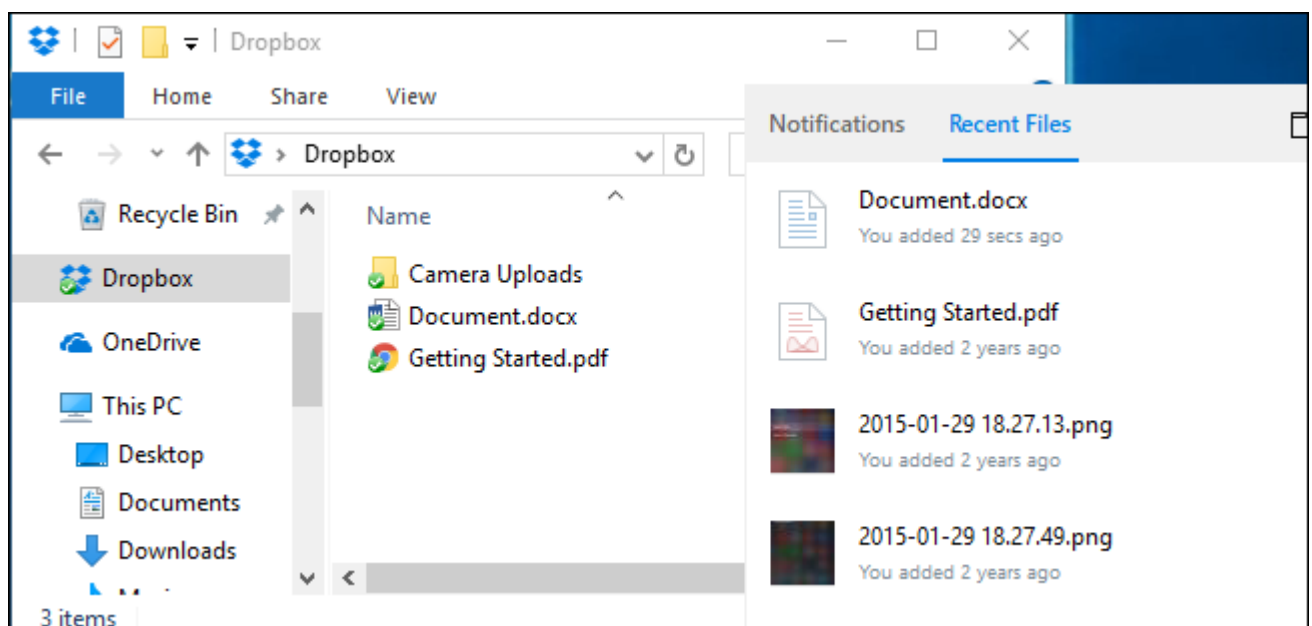 Dropbox
File Home Share View
Dropbox
Recycle Bin
Dropbox
OneDrive
This PC
Desktop
Documents
Downloads
Name
Camera Uploads
Document.docx
Getting Started.pdf
3 items
Notifications Recent Files
Document.docx
You added 29 secs ago
Getting Started.pdf
You added 2 years ago
2015-01-29 18.27.13.png
You added 2 years ago
2015-01-29 18.27.49.png
You added 2 years ago